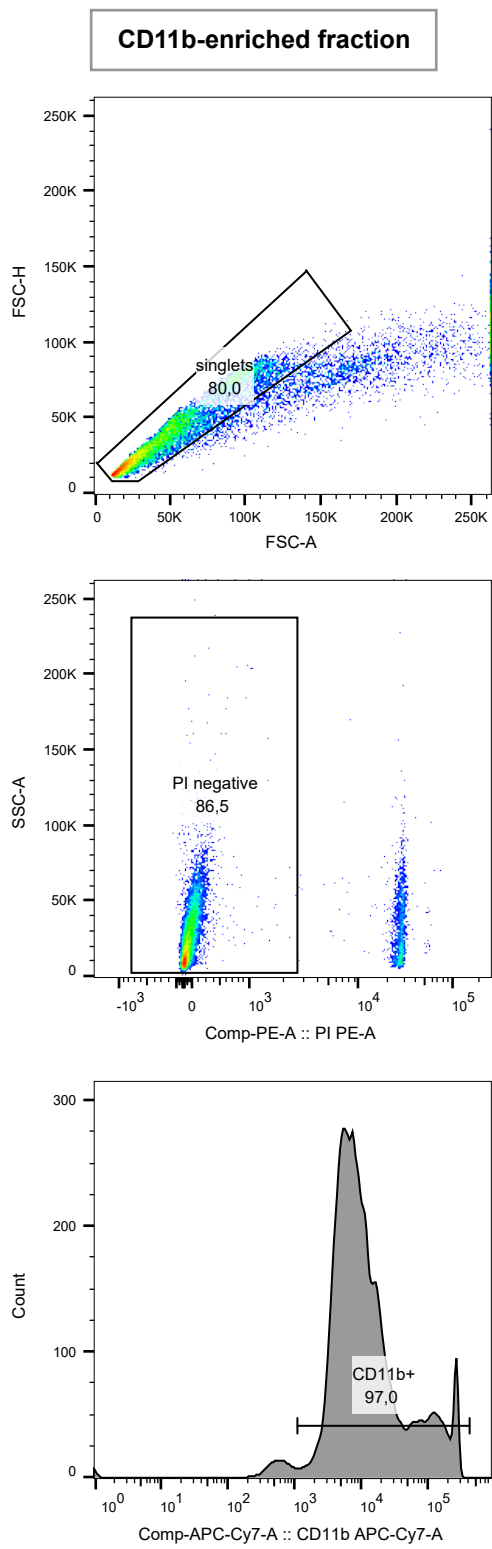 CD11b-enriched fraction
250K
200K
150K
100K
50K
0
FSC-H
singlets
80,0
0 50K 100K 150K 200K 250K
FSC-A
250K
200K
150K
100K
50K
0
SSC-A
PI negative
86,5
-10³ 0 10³ 10⁴ 10⁵
Comp-PE-A :: PI PE-A
300
200
100
0
Count
CD11b+
97,0
10⁰ 10¹ 10² 10³ 10⁴ 10⁵
Comp-APC-Cy7-A :: CD11b APC-Cy7-A